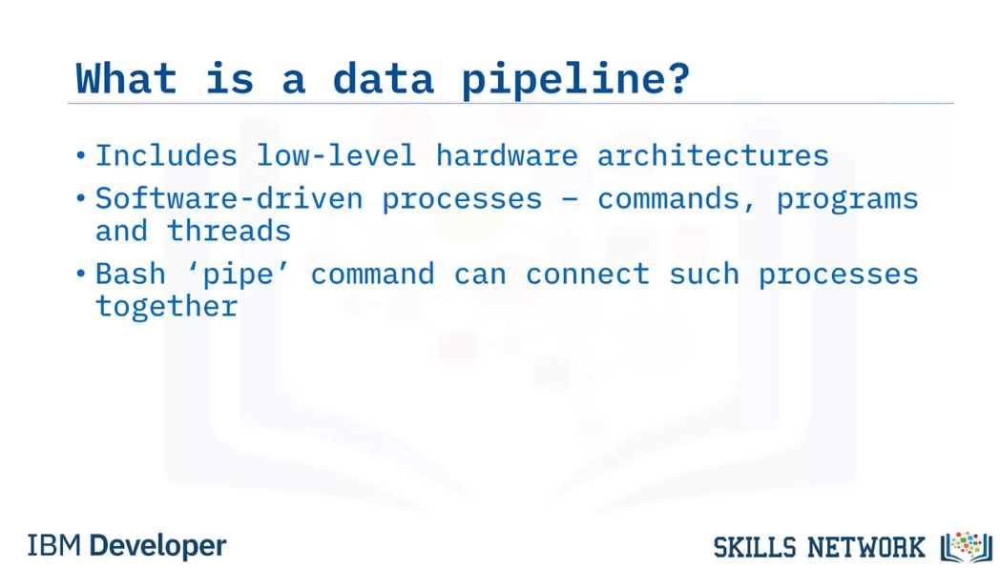 What is a data pipeline?
• Includes low-level hardware architectures
• Software-driven processes – commands, programs
and threads
• Bash ‘pipe’ command can connect such processes
together
IBM Developer
SKILLS NETWORK